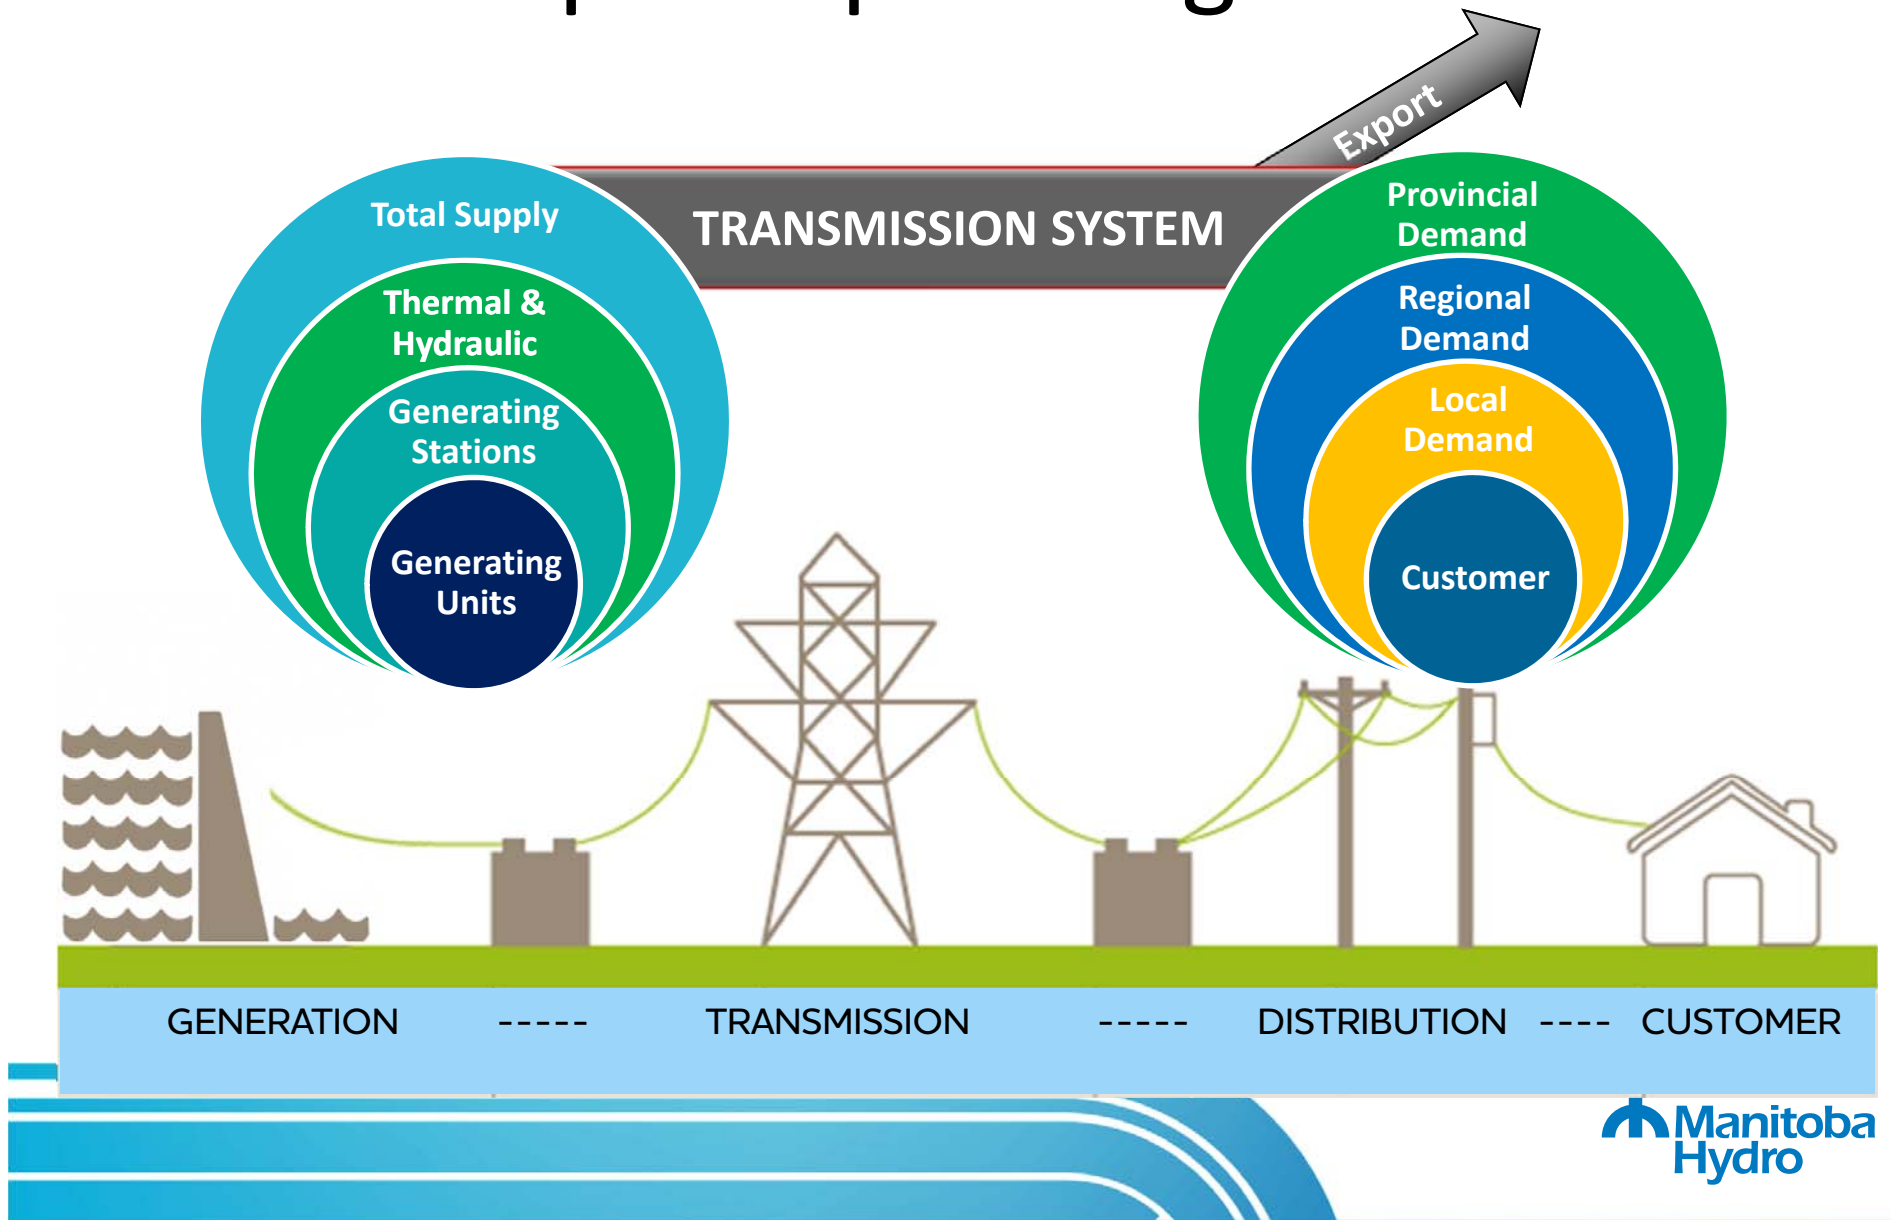 Export
TRANSMISSION SYSTEM
Total Supply
Thermal &
Hydraulic
Generating
Stations
Generating
Units
Provincial
Demand
Regional
Demand
Local
Demand
Customer
GENERATION ----- TRANSMISSION ----- DISTRIBUTION ---- CUSTOMER
Manitoba
Hydro